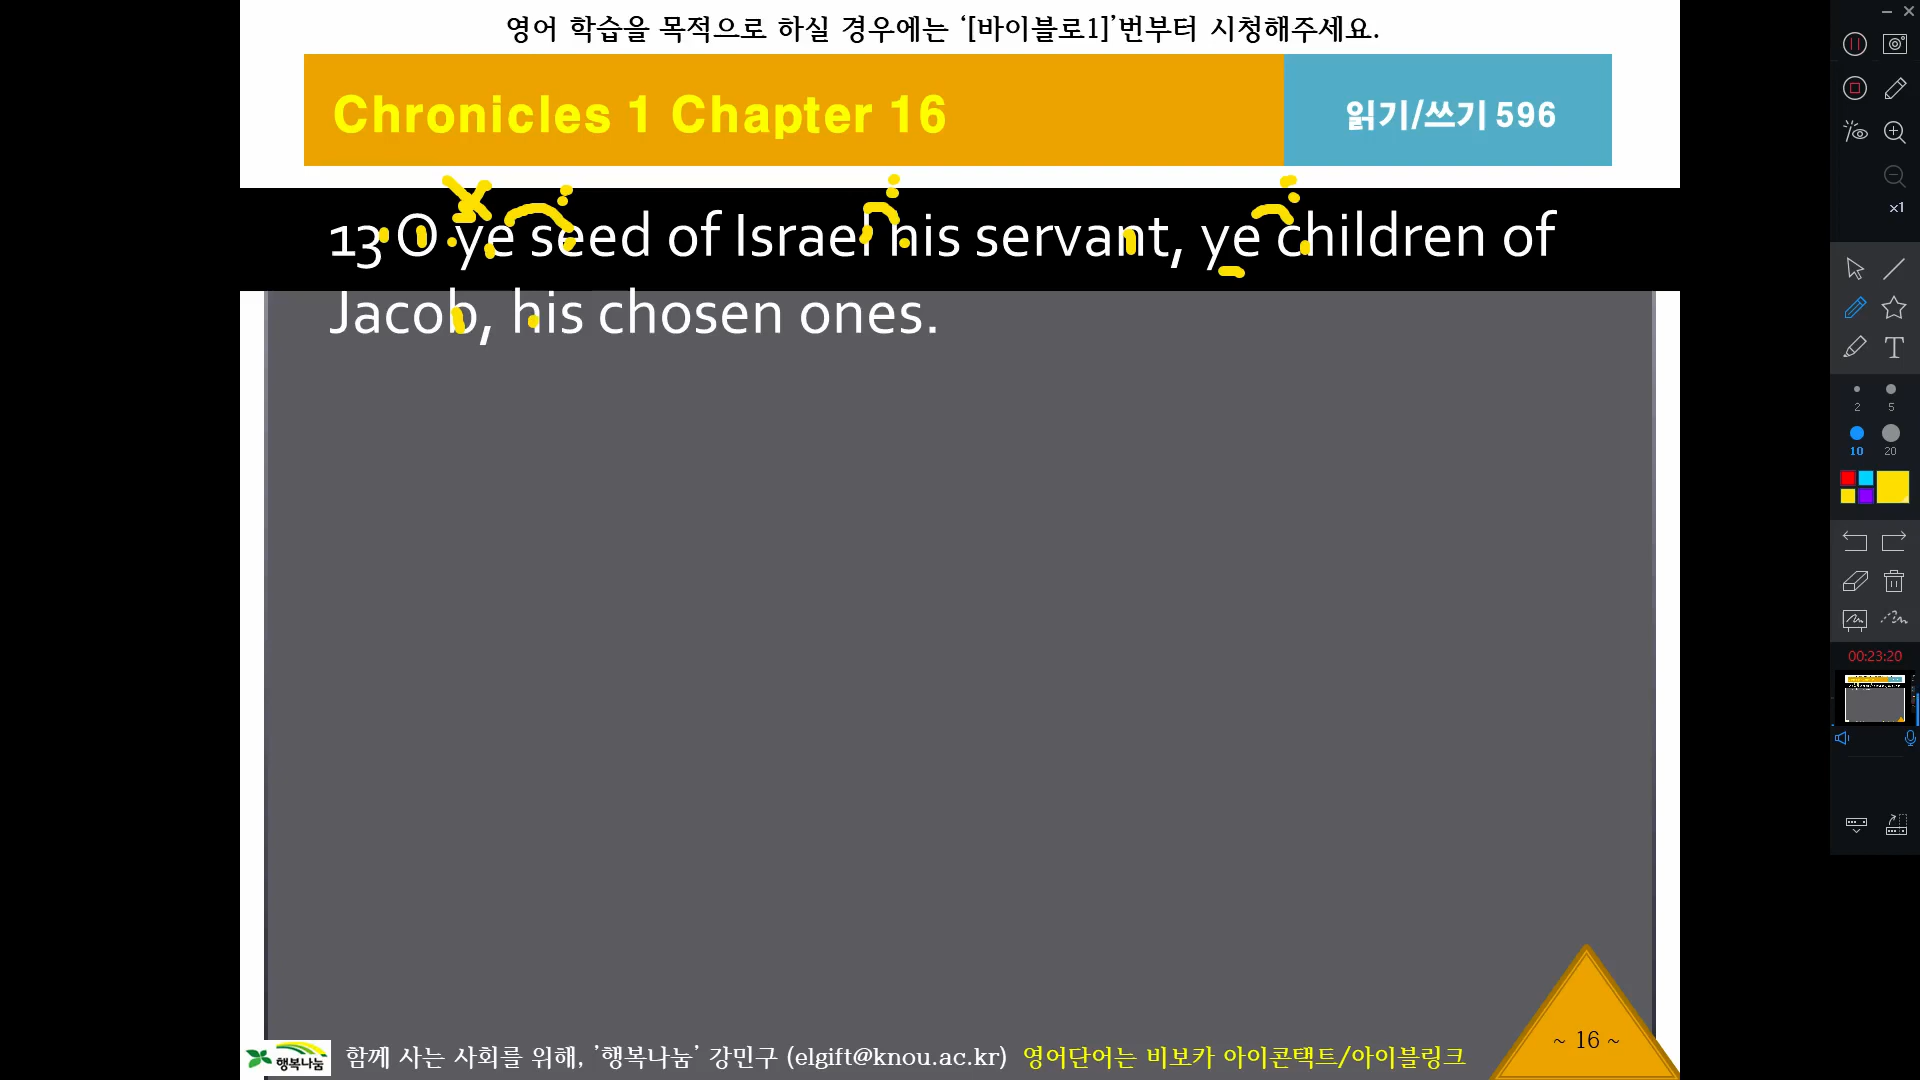 영어 학습을 목적으로 하실 경우에는 ‘[바이블로1]’번부터 시청해주세요.
Chronicles 1 Chapter 16
읽기/쓰기 596
13 O ye seed of Israel his servant, ye children of
Jacob, his chosen ones.
x1
2 5
10 20
00:23:20
~ 16 ~
행복나눔 함께 사는 사회를 위해, ’행복나눔’ 강민구 (elgift@knou.ac.kr) 영어단어는 비보카 아이콘택트/아이블링크